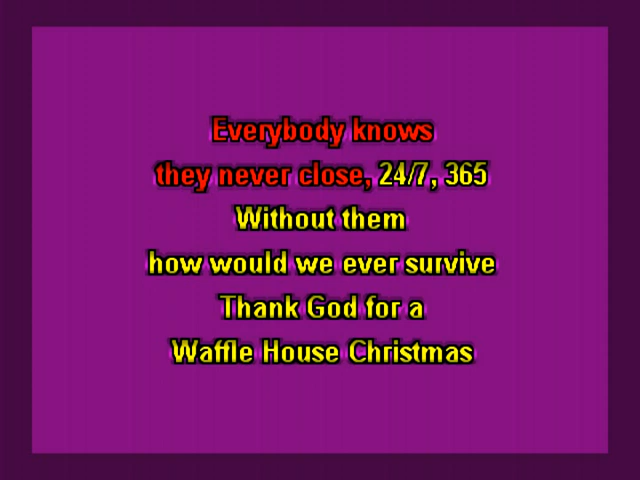 Everybody knows
they never close, 24/7, 365
Without them
how would we ever survive
Thank God for a
Waffle House Christmas